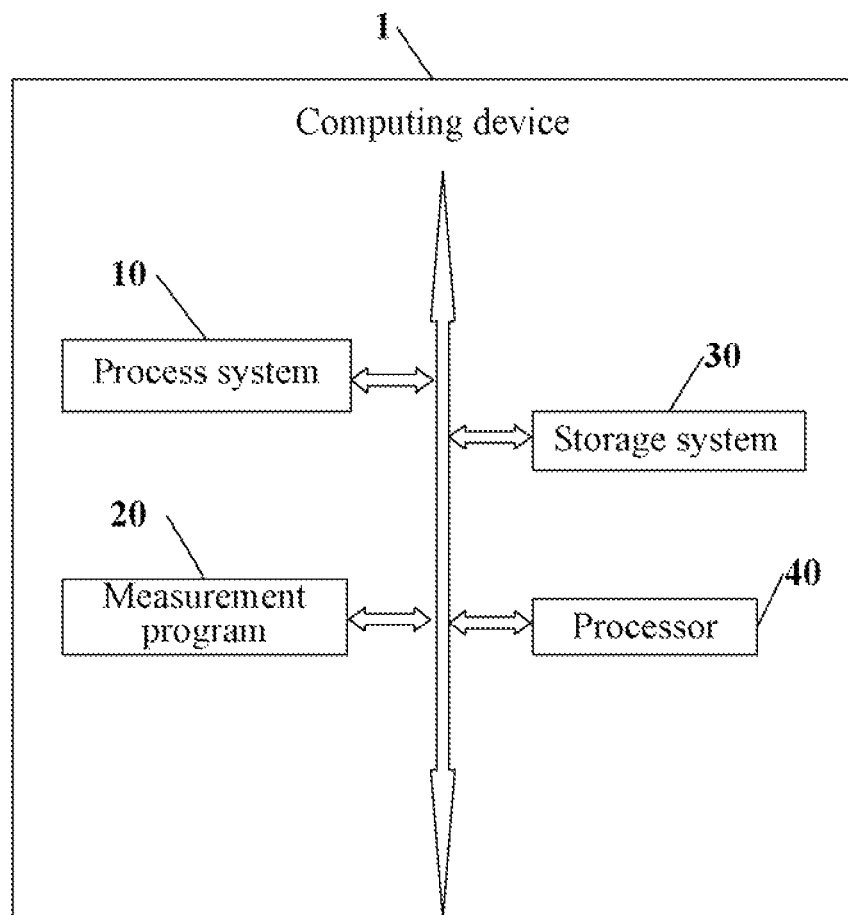 1
Computing device
10
Process system
30
Storage system
20
Measurement
program
40
Processor